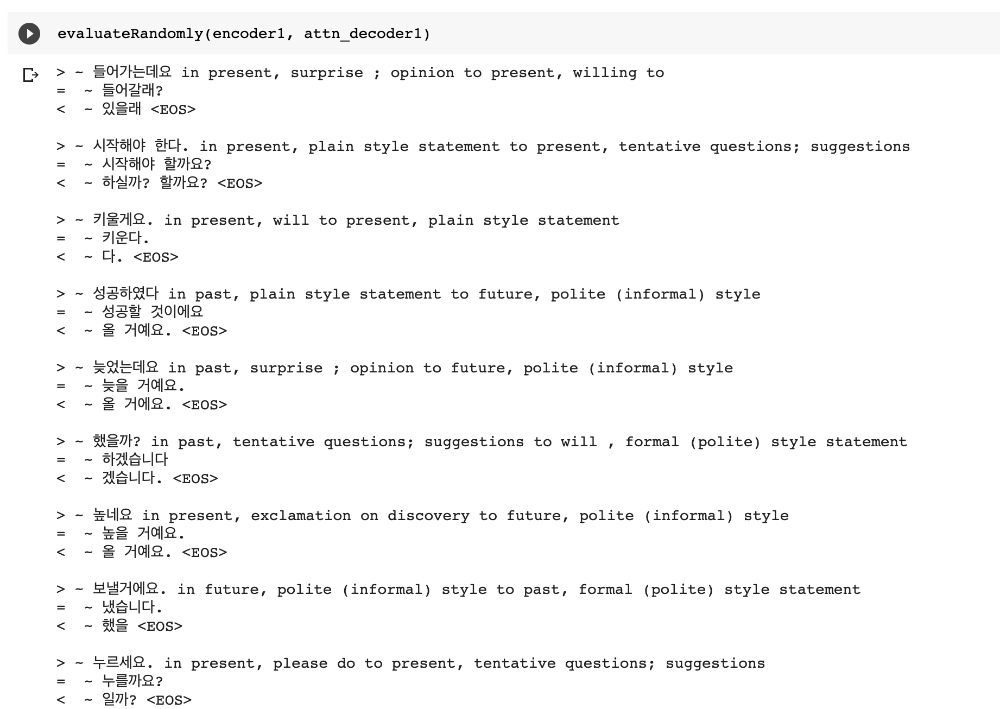 evaluateRandomly(encoder1, attn_decoder1)
> ~ 들어가는데요 in present, surprise ; opinion to present, willing to
= ~ 들어갈래?
< ~ 있을래 <EOS>
> ~ 시작해야 한다. in present, plain style statement to present, tentative questions; suggestions
= ~ 시작해야 할까요?
< ~ 하실까? 할까요? <EOS>
> ~ 키울게요. in present, will to present, plain style statement
= ~ 키운다.
< ~ 다. <EOS>
> ~ 성공하였다 in past, plain style statement to future, polite (informal) style
= ~ 성공할 것이에요
< ~ 올 거예요. <EOS>
> ~ 늦었는데요 in past, surprise ; opinion to future, polite (informal) style
= ~ 늦을 거예요.
< ~ 올 거에요. <EOS>
> ~ 했을까? in past, tentative questions; suggestions to will , formal (polite) style statement
= ~ 하겠습니다
< ~ 겠습니다. <EOS>
> ~ 높네요 in present, exclamation on discovery to future, polite (informal) style
= ~ 높을 거예요.
< ~ 올 거예요. <EOS>
> ~ 보낼거에요. in future, polite (informal) style to past, formal (polite) style statement
= ~ 냈습니다.
< ~ 했을 <EOS>
> ~ 누르세요. in present, please do to present, tentative questions; suggestions
= ~ 누를까요?
< ~ 일까? <EOS>